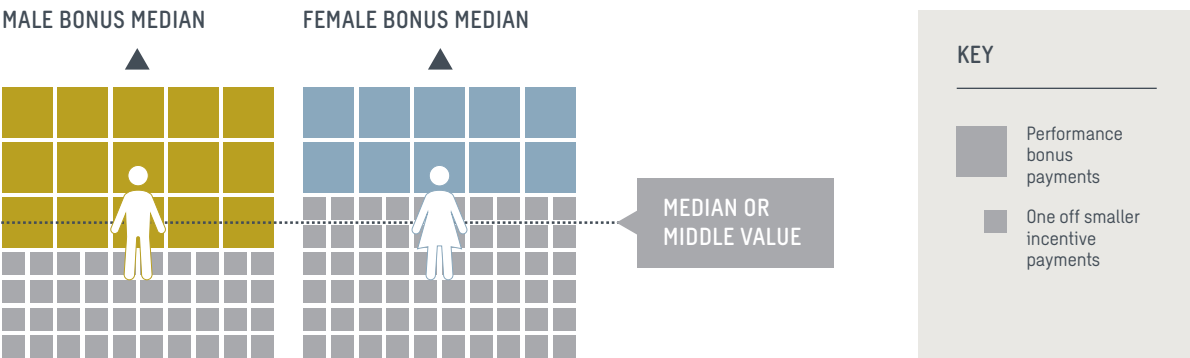 MALE BONUS MEDIAN
FEMALE BONUS MEDIAN
MEDIAN OR
MIDDLE VALUE
KEY
Performance
bonus
payments
One off smaller
incentive
payments